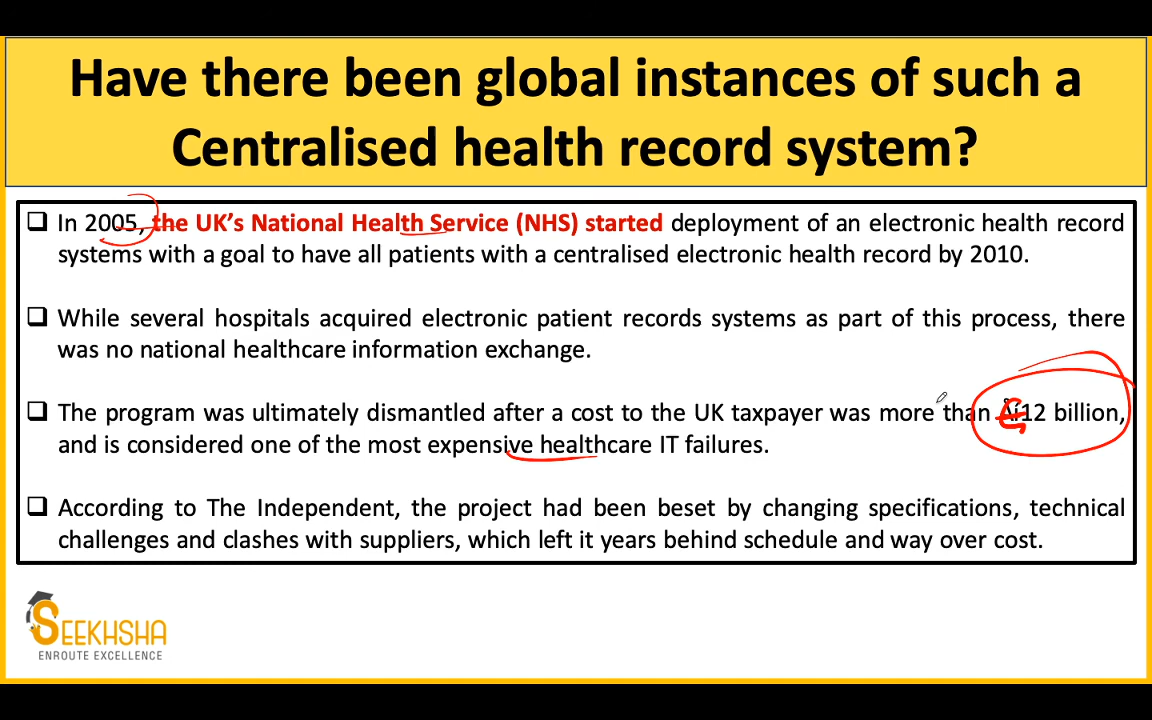 Have there been global instances of such a
Centralised health record system?
❑ In 2005, the UK's National Health Service (NHS) started deployment of an electronic health record
systems with a goal to have all patients with a centralised electronic health record by 2010.
❑ While several hospitals acquired electronic patient records systems as part of this process, there
was no national healthcare information exchange.
❑ The program was ultimately dismantled after a cost to the UK taxpayer was more than 12 billion,
and is considered one of the most expensive healthcare IT failures.
❑ According to The Independent, the project had been beset by changing specifications, technical
challenges and clashes with suppliers, which left it years behind schedule and way over cost.
SEEKHSHA
ENROUTE EXCELLENCE